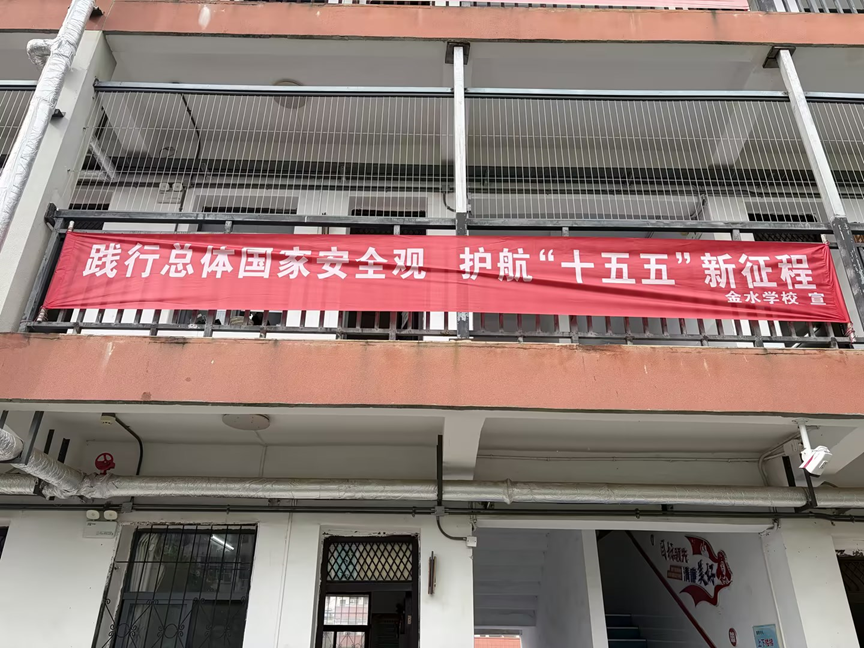 践行总体国家安全观 护航“十五五”新征程
金水学校 宣